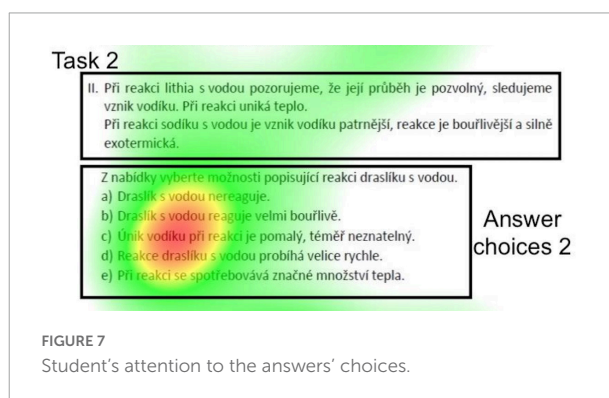 Task 2
II. Při reakci lithia s vodou pozorujeme, že její průběh je pozvolný, sledujeme
vznik vodíku. Při reakci uniká teplo.
Při reakci sodíku s vodou je vznik vodíku patrnější, reakce je bouřlivější a silně
exotermická.
Z nabídky vyberte možnosti popisující reakci draslíku s vodou.
a) Draslík s vodou nereaguje.
b) Draslík s vodou reaguje velmi bouřlivě.
c) Únik vodíku při reakci je pomalý, téměř neznatelný.
d) Reakce draslíku s vodou probíhá velice rychle.
e) Při reakci se spotřebovává značné množství tepla.
Answer
choices 2
FIGURE 7
Student's attention to the answers' choices.